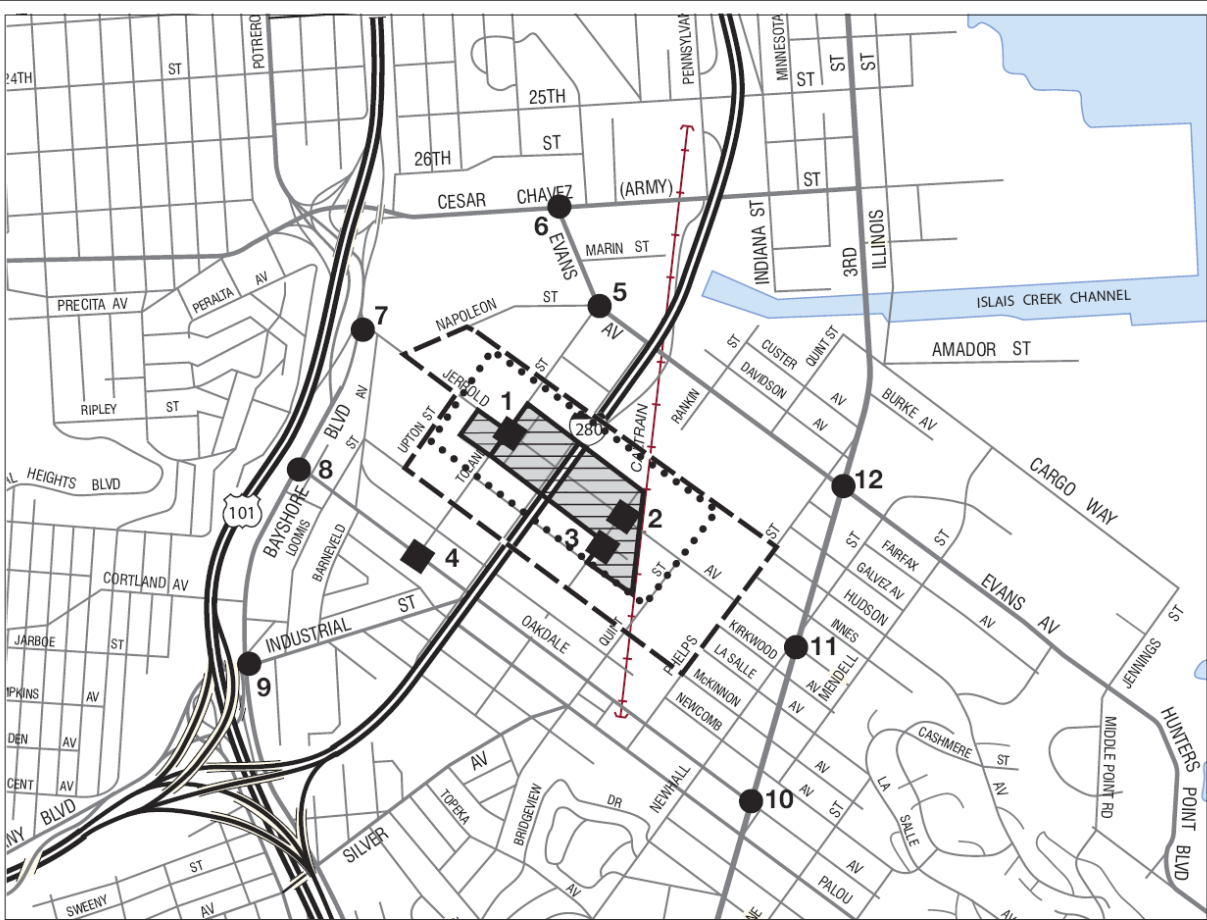 POTRERO
PENNSYLVAN
MINNESOTA
ST
ST
24TH
ST
ST
25TH
ST
26TH
ST
CESAR
CHAVEZ
(ARMY)
ST
6
EVANS
MARIN ST
INDIANA ST
3RD
ILLINOIS
PERALTA
AV
PRECITA AV
NAPOLEON
ST
5
AV
ISLAIS CREEK CHANNEL
7
AMADOR ST
ST
CUSTER
QUINT ST
DAVIDSON
AV
AV
RANKIN
BURKE AV
CARGO WAY
JERROLD
ST
1
280
CALTRAIN
UPTON ST
TOLAND
BLVD
AV
ST
RIPLEY
ST
HEIGHTS BLVD
8
101
BAYSHORE
LOOMIS
BARNEVELD
12
2
3
4
ST
ST
ST
FAIRFAX
GALVEZ AV
HUDSON
INNES
EVANS
AV
AV
CORTLAND AV
JARBOE
ST
INDUSTRIAL
ST
OAKDALE
QUINT
ST
AV
PHELPS
KIRKWOOD
LA SALLE
McKINNON
NEWCOMB
11
AV
MENDELL
AV
JENNINGS
ST
9
MPKINS
AV
DEN
AV
CENT
AV
NY
BLVD
SILVER
AV
TOPEKA
BRIDGEVIEW
DR
NEWHALL
10
AV
AV
ST
CASHMERE
ST
AV
LA
SALLE
MIDDLE POINT RD
HUNTERS
POINT
BLVD
AV
AV
PALOU
SWEENY
ST
AV